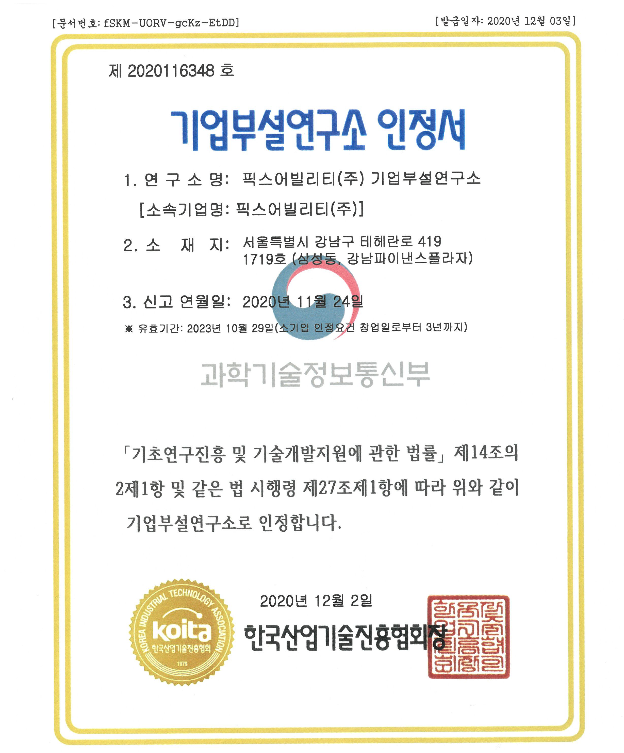 [문서번호: fSKM-UORV-gcKz-EtDD]
[발급일자: 2020년 12월 03일]
제 2020116348 호
기업부설연구소 인정서
1. 연 구 소 명: 픽스어빌리티(주) 기업부설연구소
[소속기업명: 픽스어빌리티(주)]
2. 소 재 지: 서울특별시 강남구 테헤란로 419
1719호 (삼성동, 강남파이낸스플라자)
3. 신고 연월일: 2020년 11월 24일
※ 유효기간: 2023년 10월 29일(소기업 인정요건 창업일로부터 3년까지)
과학기술정보통신부
「기초연구진흥 및 기술개발지원에 관한 법률」 제14조의
2제1항 및 같은 법 시행령 제27조제1항에 따라 위와 같이
기업부설연구소로 인정합니다.
2020년 12월 2일
한국산업기술진흥협회장
KOREA INDUSTRIAL TECHNOLOGY ASSOCIATION
koita
한국산업기술진흥협회
1979